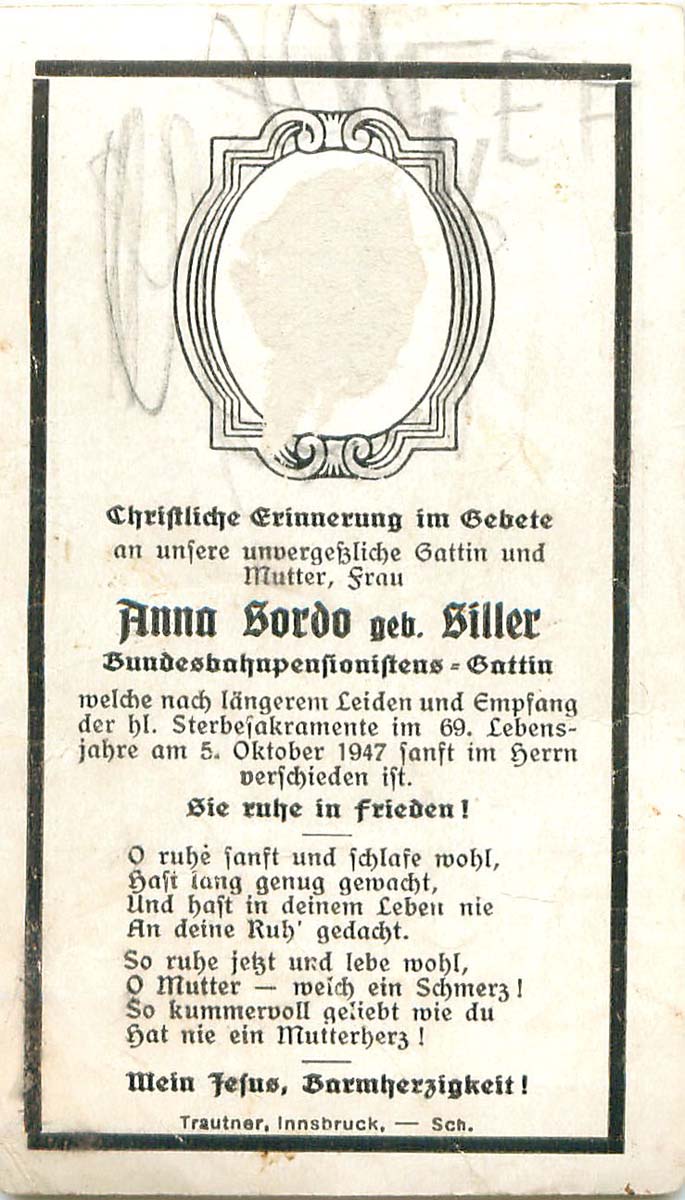 Christliche Erinnerung im Gebete
an unsere unvergeßliche Gattin und
Mutter, Frau
Anna Sordo geb. Siller
Bundesbahnpensionistens=Gattin
welche nach längerem Leiden und Empfang
der hl. Sterbesakramente im 69. Lebens-
jahre am 5. Oktober 1947 sanft im Herrn
verschieden ist.
Sie ruhe in Frieden!
O ruhe sanft und schlafe wohl,
Hast lang genug gewacht,
Und hast in deinem Leben nie
An deine Ruh' gedacht.
So ruhe jetzt und lebe wohl,
O Mutter — welch ein Schmerz!
So kummervoll geliebt wie du
Hat nie ein Mutterherz!
Mein Jesus, Barmherzigkeit!
Trautner, Innsbruck, — Sch.